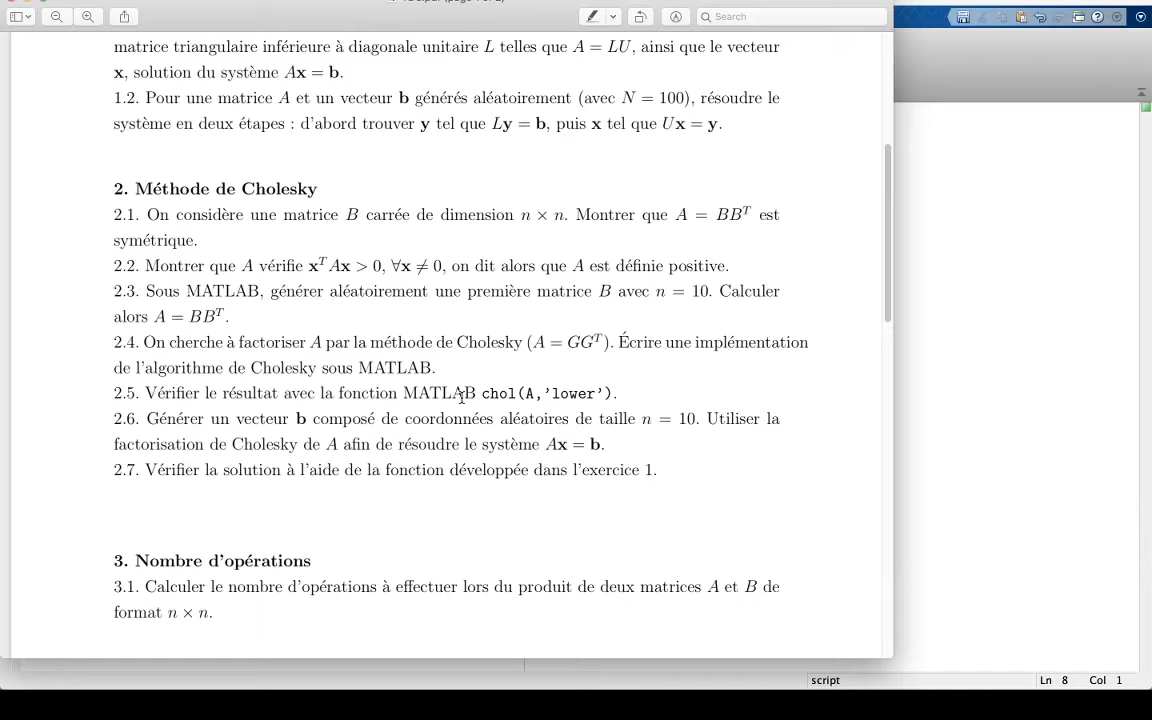 Search
matrice triangulaire inférieure à diagonale unitaire L telles que A = LU, ainsi que le vecteur
x, solution du système Ax = b.
1.2. Pour une matrice A et un vecteur b générés aléatoirement (avec N = 100), résoudre le
système en deux étapes : d'abord trouver y tel que Ly = b, puis x tel que Ux = y.
2. Méthode de Cholesky
2.1. On considère une matrice B carrée de dimension n × n. Montrer que A = BB^T est
symétrique.
2.2. Montrer que A vérifie x^T Ax > 0, ∀x ≠ 0, on dit alors que A est définie positive.
2.3. Sous MATLAB, générer aléatoirement une première matrice B avec n = 10. Calculer
alors A = BB^T.
2.4. On cherche à factoriser A par la méthode de Cholesky (A = GG^T). Écrire une implémentation
de l'algorithme de Cholesky sous MATLAB.
2.5. Vérifier le résultat avec la fonction MATLAB chol(A,'lower').
2.6. Générer un vecteur b composé de coordonnées aléatoires de taille n = 10. Utiliser la
factorisation de Cholesky de A afin de résoudre le système Ax = b.
2.7. Vérifier la solution à l'aide de la fonction développée dans l'exercice 1.
3. Nombre d'opérations
3.1. Calculer le nombre d'opérations à effectuer lors du produit de deux matrices A et B de
format n × n.
script
Ln 8 Col 1